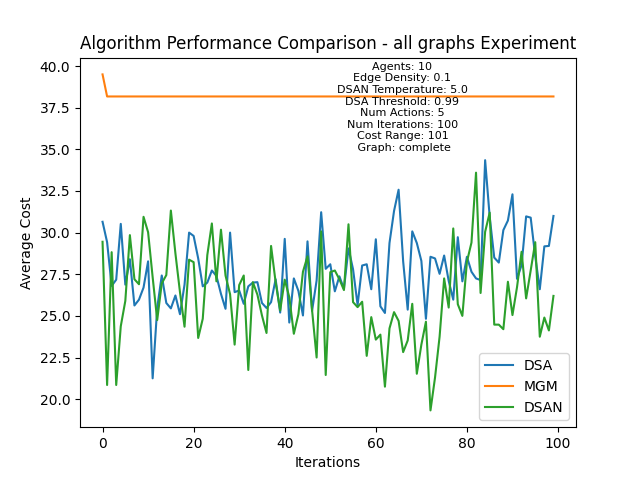 Algorithm Performance Comparison - all graphs Experiment
40.0
37.5
35.0
32.5
30.0
27.5
25.0
22.5
20.0
Average Cost
Agents: 10
Edge Density: 0.1
DSAN Temperature: 5.0
DSA Threshold: 0.99
Num Actions: 5
Num Iterations: 100
Cost Range: 101
Graph: complete
DSA
MGM
DSAN
0 20 40 60 80 100
Iterations